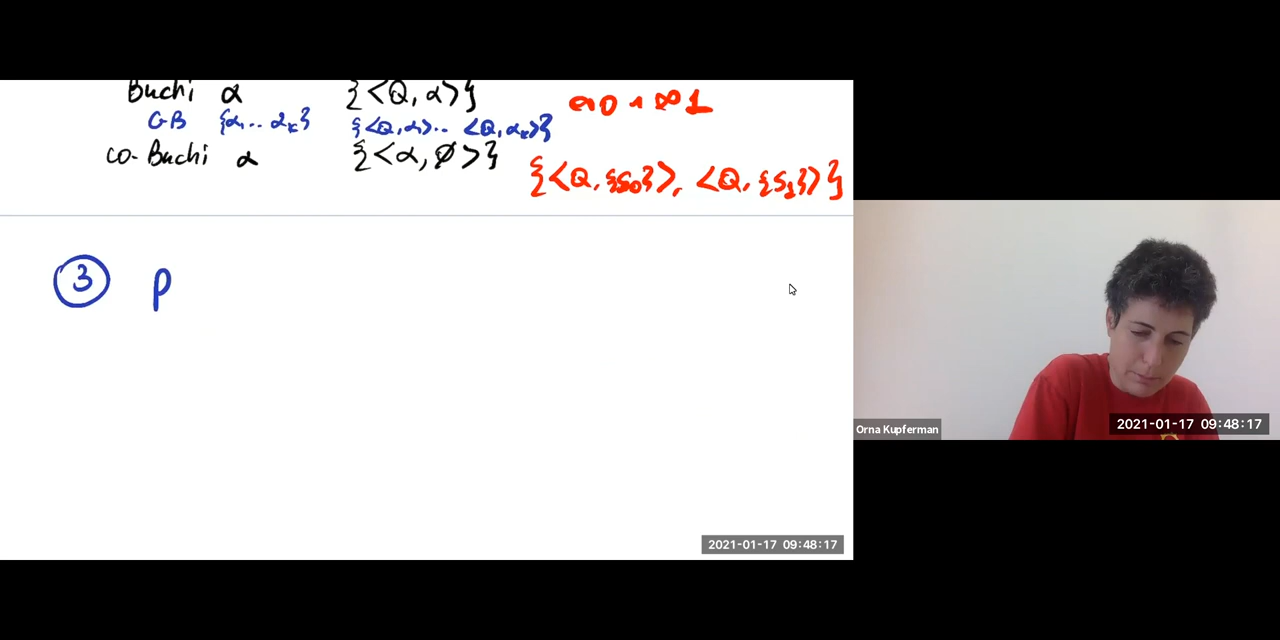 Buchi α {<Q, α>}
GB {α₁... αₖ} {<Q, α₁>... <Q, αₖ>}
co-Buchi α {<α, ∅>}
∞0 ∧ ∞1
{<Q, {s₀}>, <Q, {s₁}>}
③ p
Orna Kupferman
2021-01-17 09:48:17
2021-01-17 09:48:17